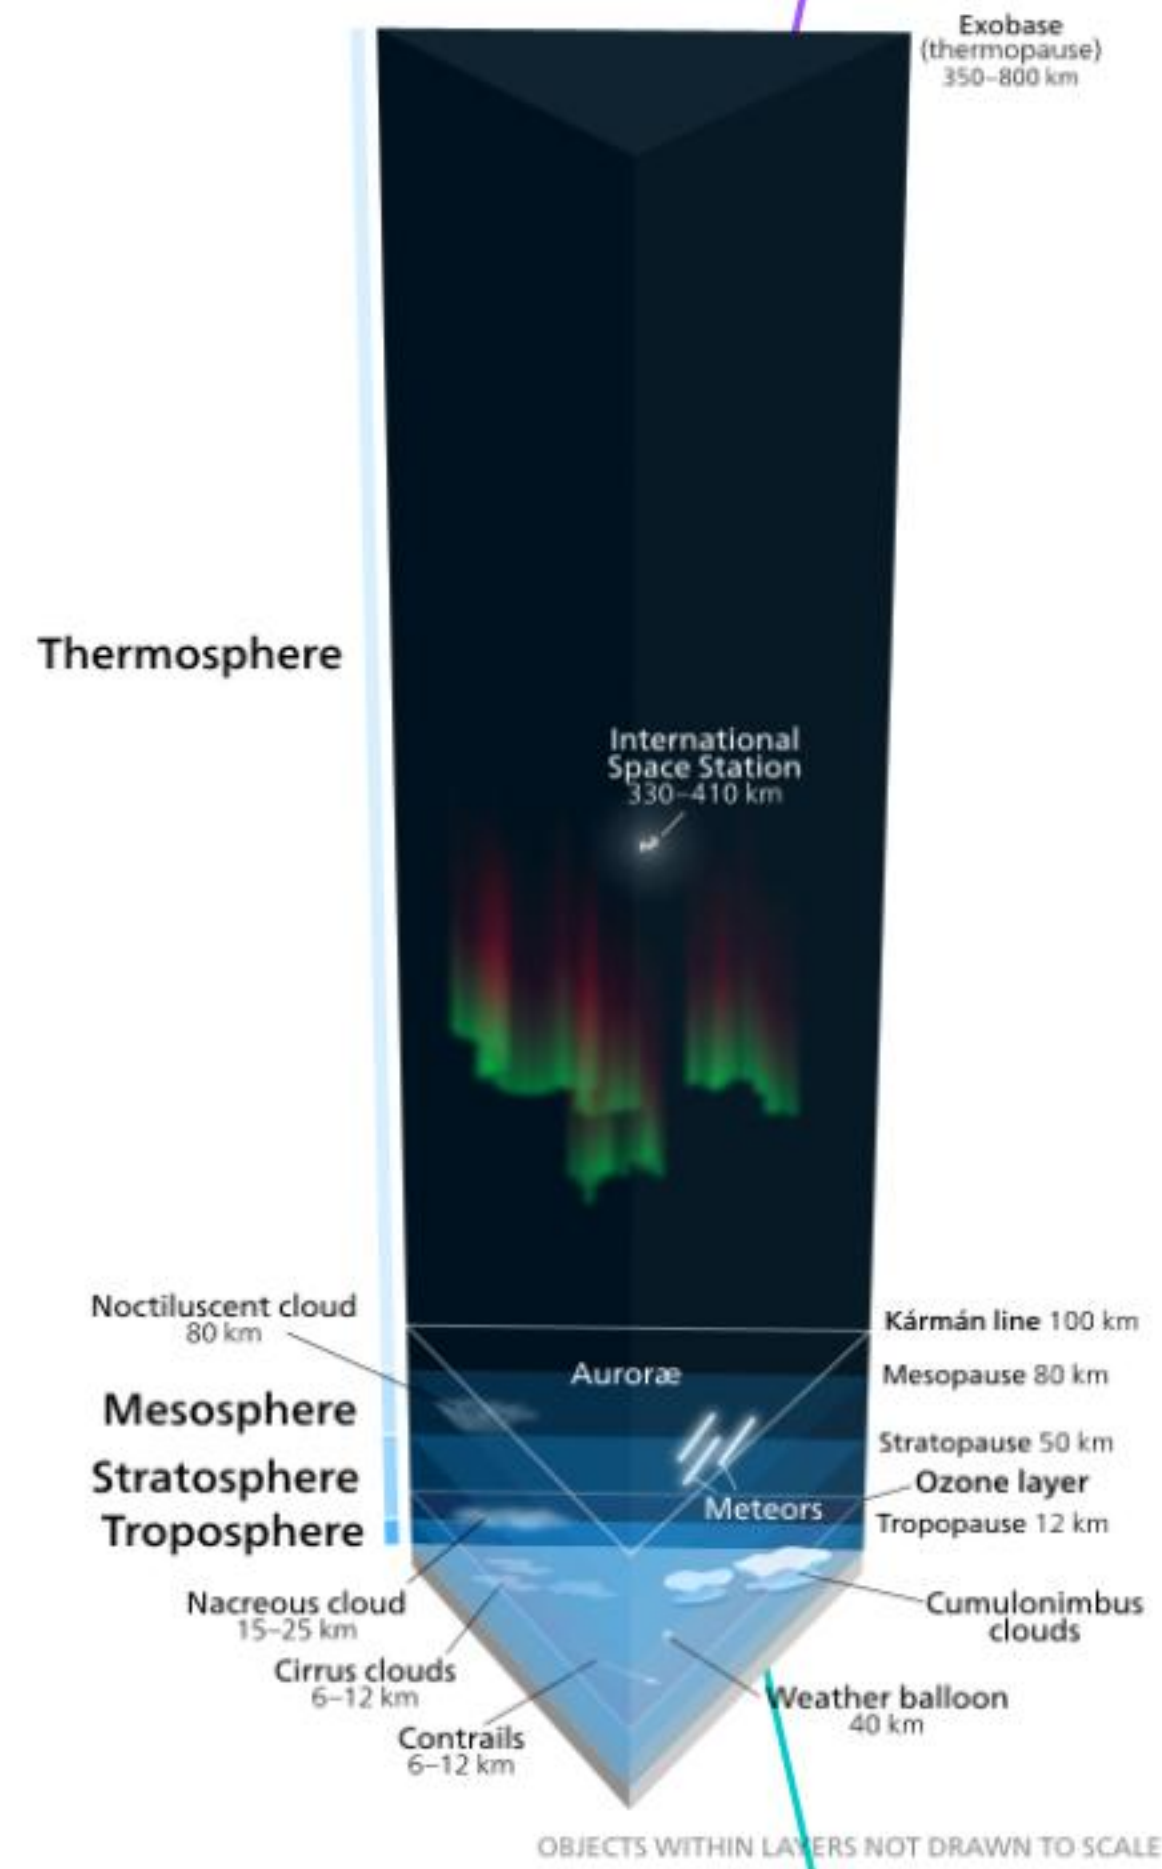 Exobase
(thermopause)
350–800 km
Thermosphere
International
Space Station
330–410 km
Noctiluscent cloud
80 km
Kármán line 100 km
Auroræ
Mesopause 80 km
Mesosphere
Stratopause 50 km
Stratosphere
Ozone layer
Meteors
Troposphere
Tropopause 12 km
Nacreous cloud
15–25 km
Cumulonimbus
clouds
Cirrus clouds
6–12 km
Weather balloon
40 km
Contrails
6–12 km
OBJECTS WITHIN LAYERS NOT DRAWN TO SCALE